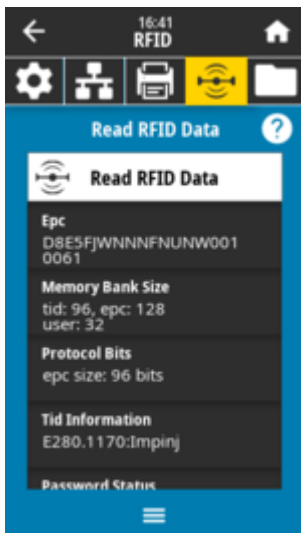 16:41
RFID
Read RFID Data
?
Read RFID Data
Epc
D8E5FJWNNNFNUNW001
0061
Memory Bank Size
tid: 96, epc: 128
user: 32
Protocol Bits
epc size: 96 bits
Tid Information
E280.1170:Impinj
Password Status